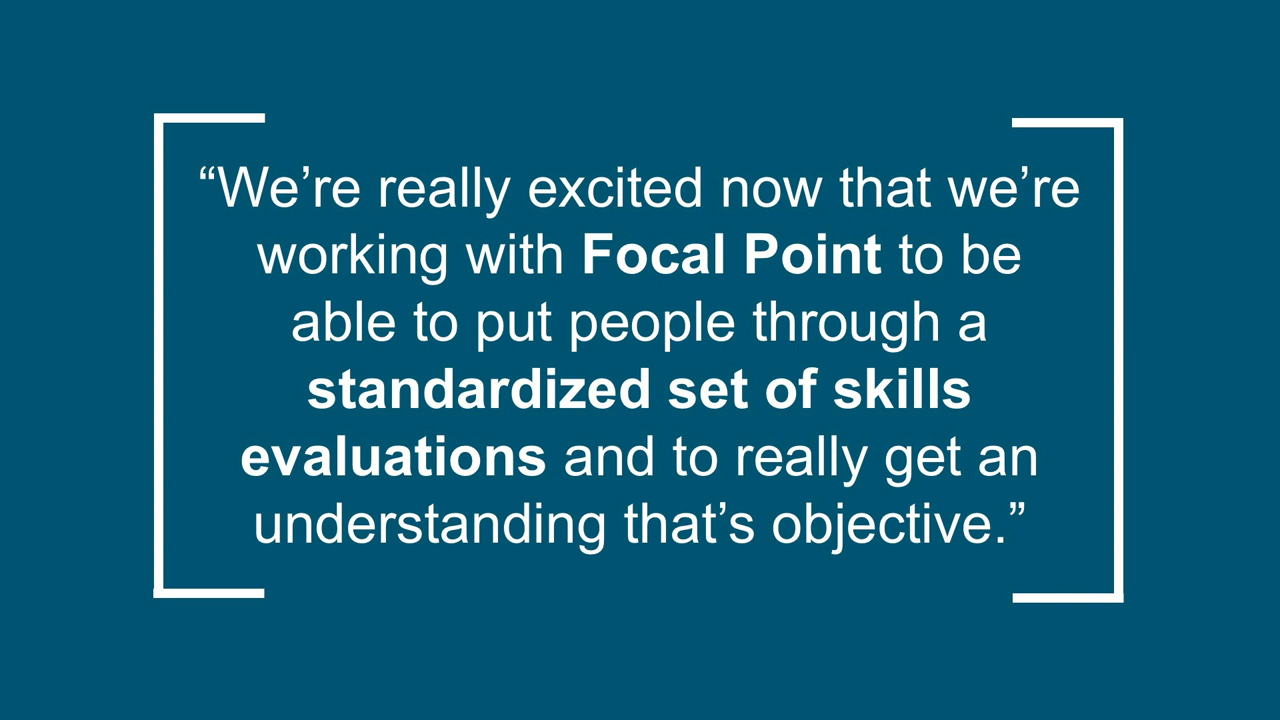 “We’re really excited now that we’re
working with Focal Point to be
able to put people through a
standardized set of skills
evaluations and to really get an
understanding that’s objective.”